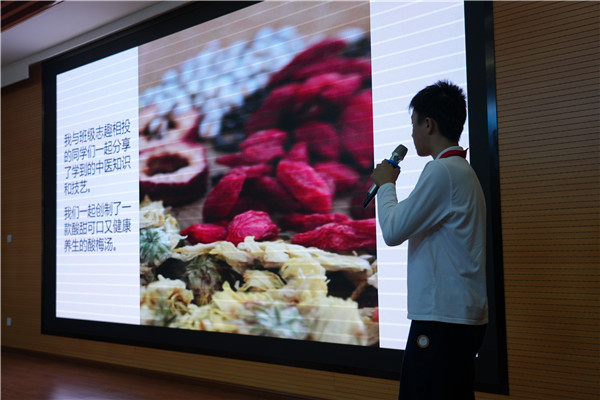 我与班级志趣相投
的同学们一起分享
了学到的中医知识
和技艺。
我们一起创制了一
款酸甜可口又健康
养生的酸梅汤。